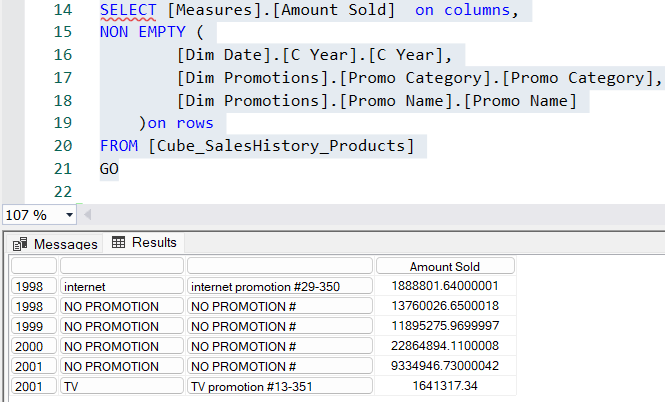 14 SELECT [Measures].[Amount Sold]  on columns,
15 NON EMPTY (
16 [Dim Date].[C Year].[C Year],
17 [Dim Promotions].[Promo Category].[Promo Category],
18 [Dim Promotions].[Promo Name].[Promo Name]
19 )on rows
20 FROM [Cube_SalesHistory_Products]
21 GO
22
107 %
Messages Results
Amount Sold
1998 internet internet promotion #29-350 1888801.64000001
1998 NO PROMOTION NO PROMOTION # 13760026.6500018
1999 NO PROMOTION NO PROMOTION # 11895275.9699997
2000 NO PROMOTION NO PROMOTION # 22864894.1100008
2001 NO PROMOTION NO PROMOTION # 9334946.73000042
2001 TV TV promotion #13-351 1641317.34